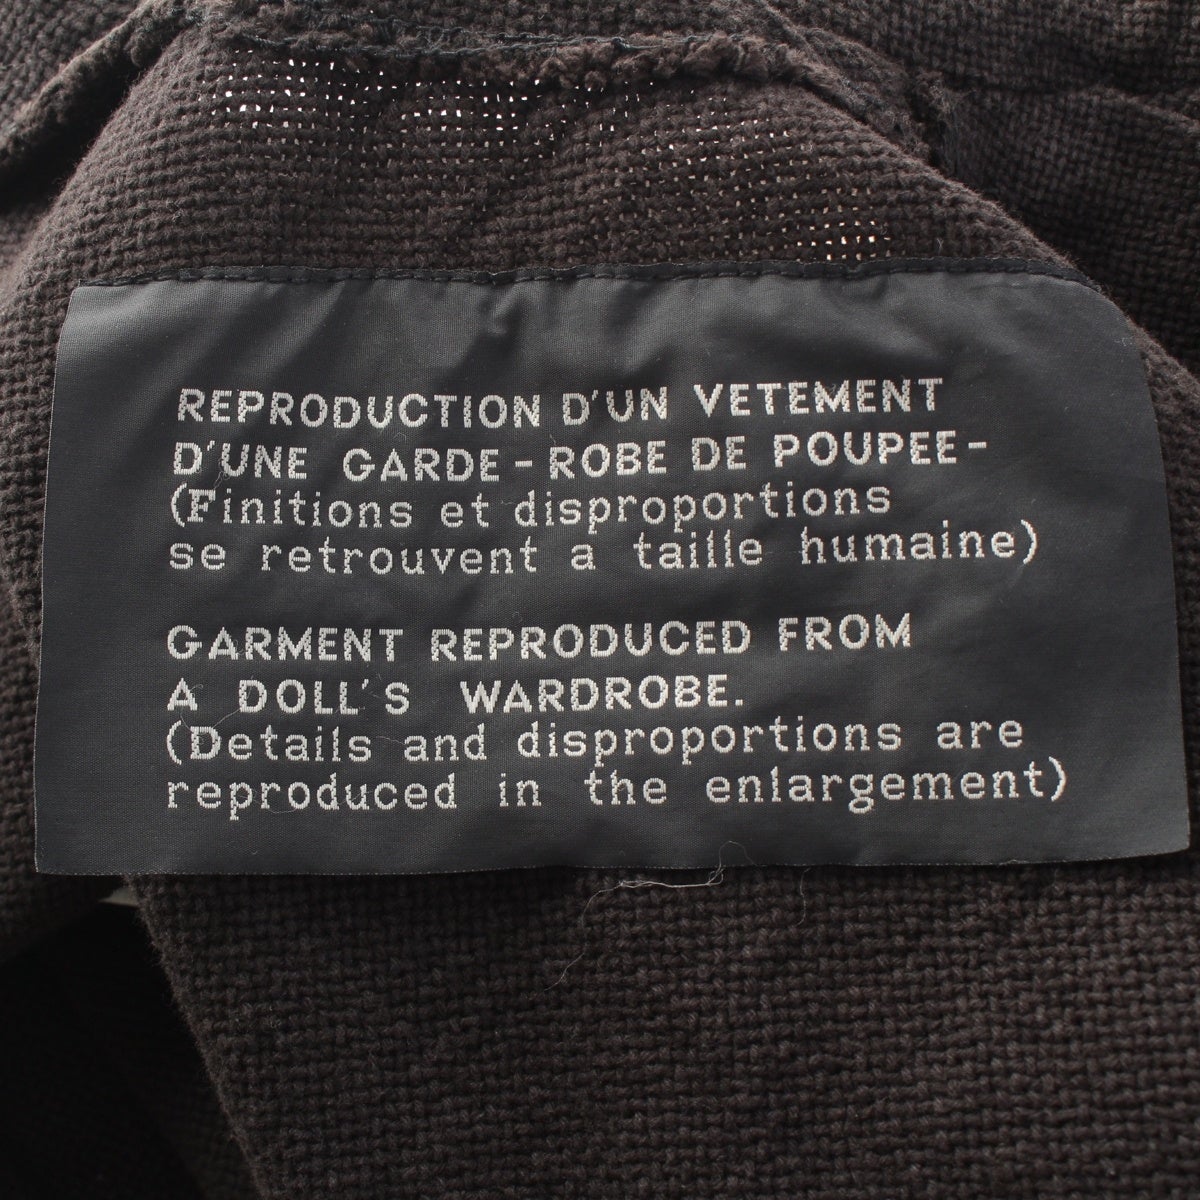 REPRODUCTION D'UN VETEMENT
D'UNE GARDE-ROBE DE POUPEE-
(Finitions et disproportions
se retrouvent a taille humaine)
GARMENT REPRODUCED FROM
A DOLL'S WARDROBE.
(Details and disproportions are
reproduced in the enlargement)